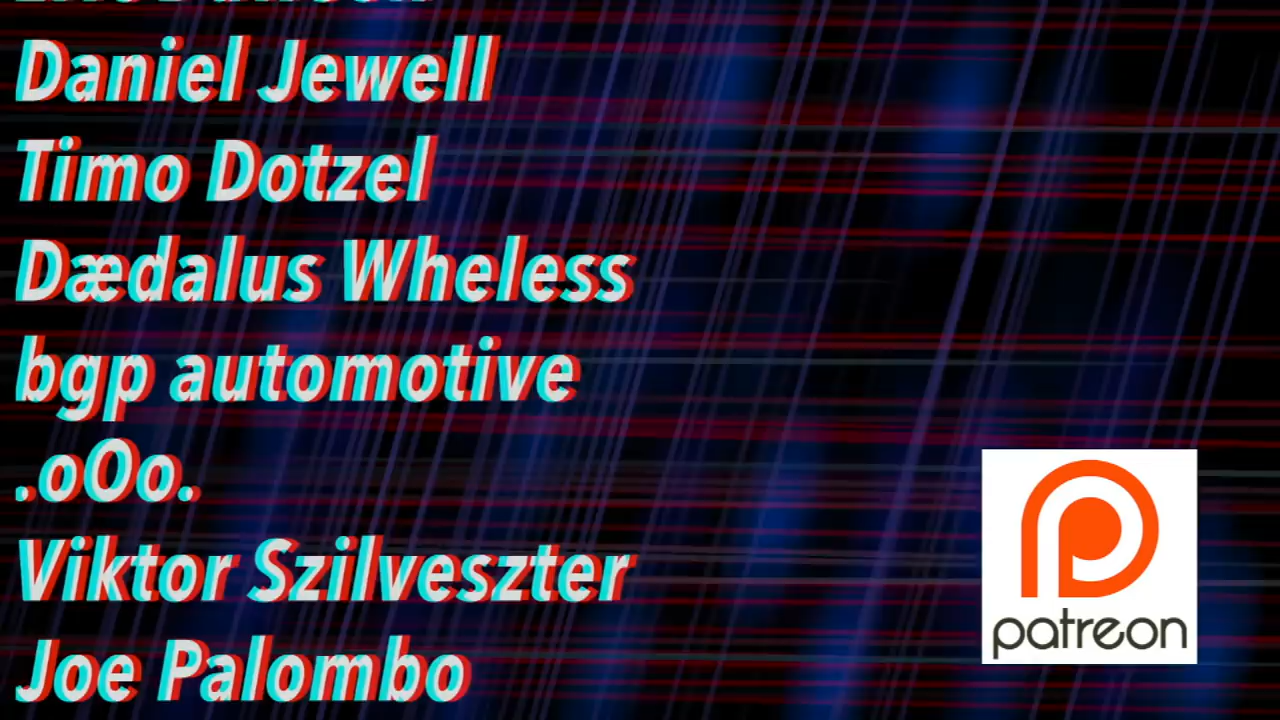 Daniel Jewell
Timo Dotzel
Dædalus Wheless
bgp automotive
.oOo.
Viktor Szilveszter
Joe Palombo
patreon